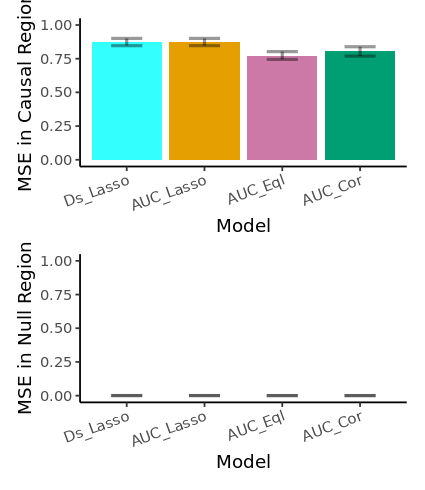 MSE in Causal Region
1.00
0.75
0.50
0.25
0.00
Ds_Lasso
AUC_Lasso
AUC_Eql
AUC_Cor
Model
MSE in Null Region
1.00
0.75
0.50
0.25
0.00
Ds_Lasso
AUC_Lasso
AUC_Eql
AUC_Cor
Model